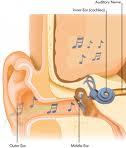 Auditory Nerve
Inner Ear (cochlea)
Outer Ear
Middle Ear